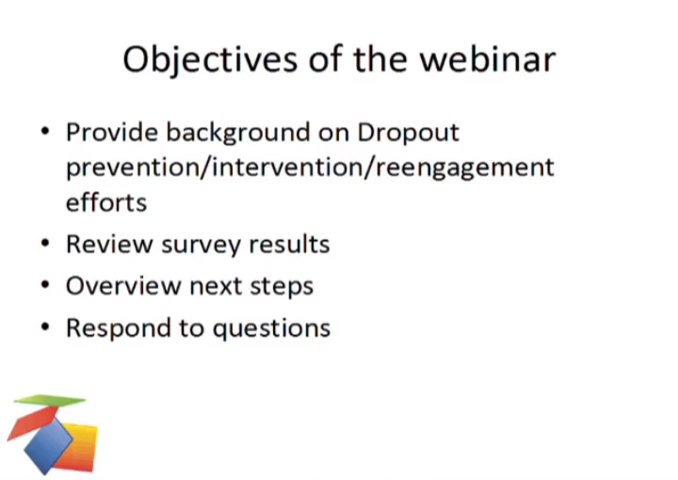 Objectives of the webinar
• Provide background on Dropout
prevention/intervention/reengagement
efforts
• Review survey results
• Overview next steps
• Respond to questions